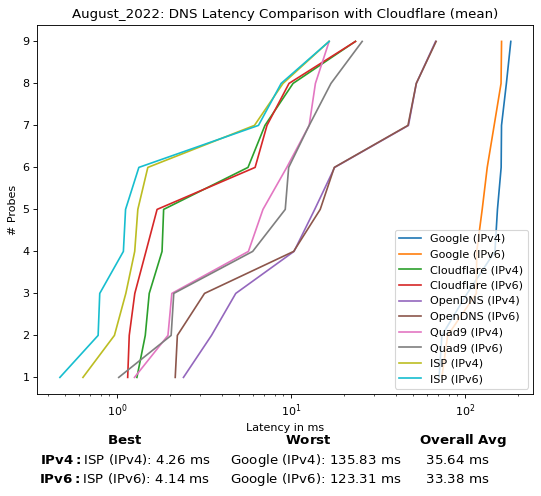 August_2022: DNS Latency Comparison with Cloudflare (mean)
# Probes
9
8
7
6
5
4
3
2
1
Google (IPv4)
Google (IPv6)
Cloudflare (IPv4)
Cloudflare (IPv6)
OpenDNS (IPv4)
OpenDNS (IPv6)
Quad9 (IPv4)
Quad9 (IPv6)
ISP (IPv4)
ISP (IPv6)
10⁰ 10¹ 10²
Latency in ms
Best Worst Overall Avg
IPv4: ISP (IPv4): 4.26 ms Google (IPv4): 135.83 ms 35.64 ms
IPv6: ISP (IPv6): 4.14 ms Google (IPv6): 123.31 ms 33.38 ms